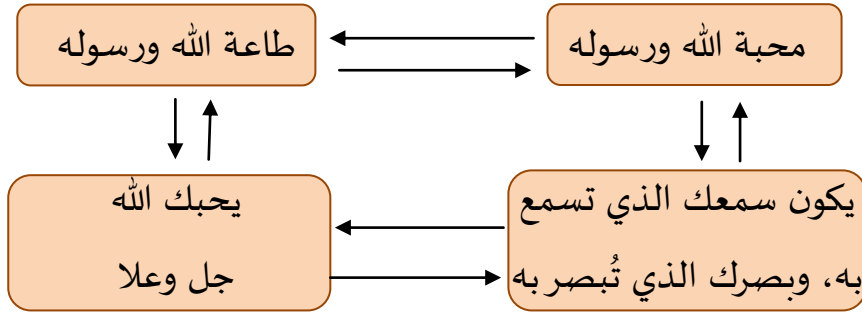 محبة الله ورسوله
طاعة الله ورسوله
يكون سمعك الذي تسمع
به، وبصرك الذي تُبصر به
يحبك الله
جل وعلا